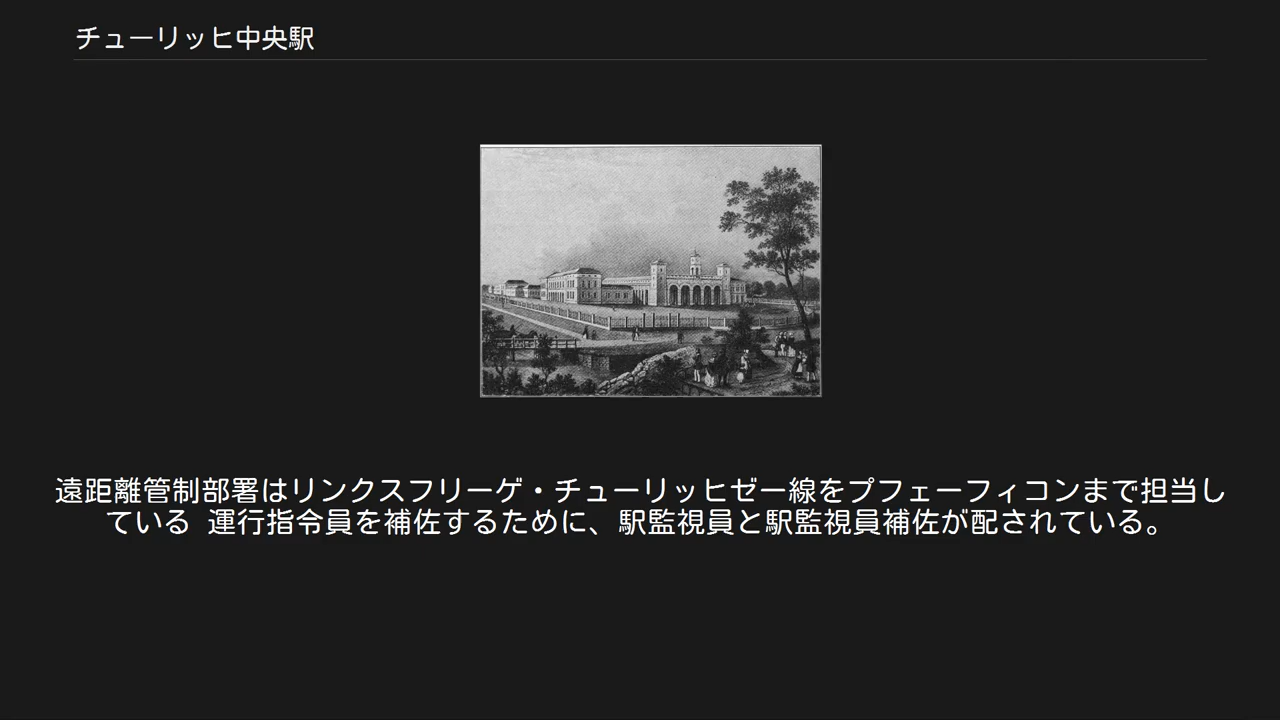 チューリッヒ中央駅
遠距離管制部署はリンクスフリーゲ・チューリッヒゼー線をプフェーフィコンまで担当し
ている 運行指令員を補佐するために、駅監視員と駅監視員補佐が配されている。